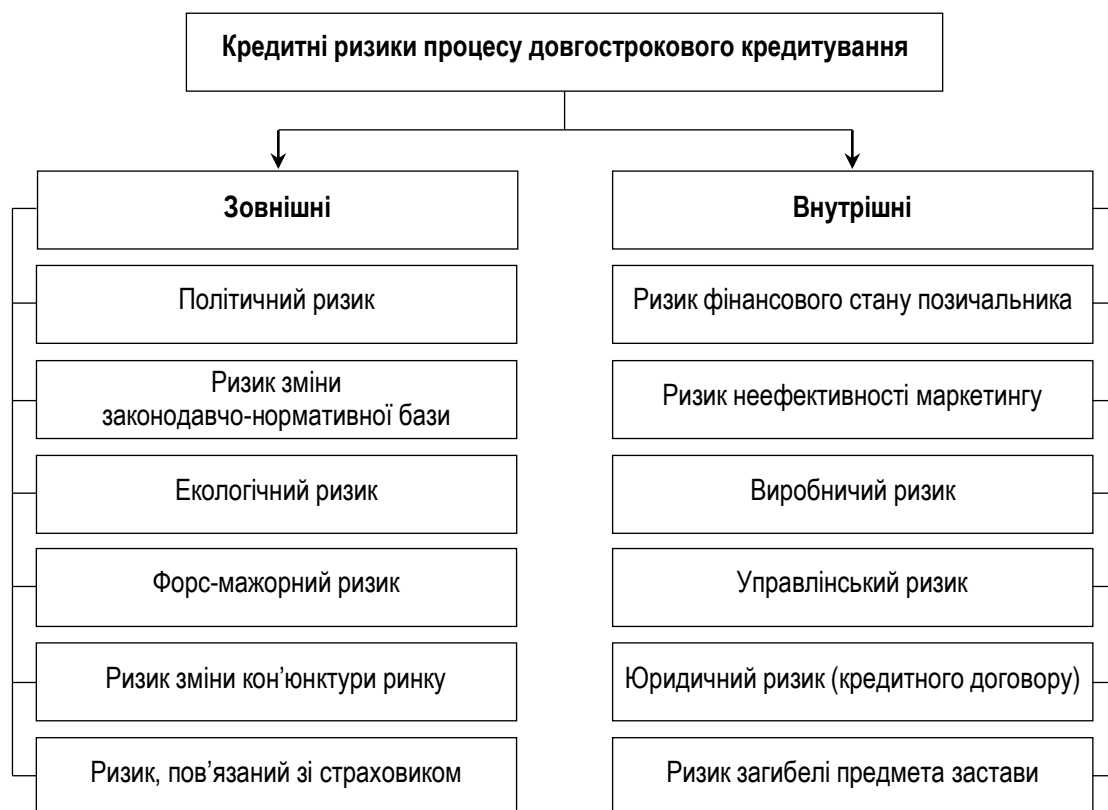 Кредитні ризики процесу довгострокового кредитування
Зовнішні
Політичний ризик
Ризик зміни
законодавчо-нормативної бази
Екологічний ризик
Форс-мажорний ризик
Ризик зміни кон’юнктури ринку
Ризик, пов’язаний зі страховиком
Внутрішні
Ризик фінансового стану позичальника
Ризик неефективності маркетингу
Виробничий ризик
Управлінський ризик
Юридичний ризик (кредитного договору)
Ризик загибелі предмета застави